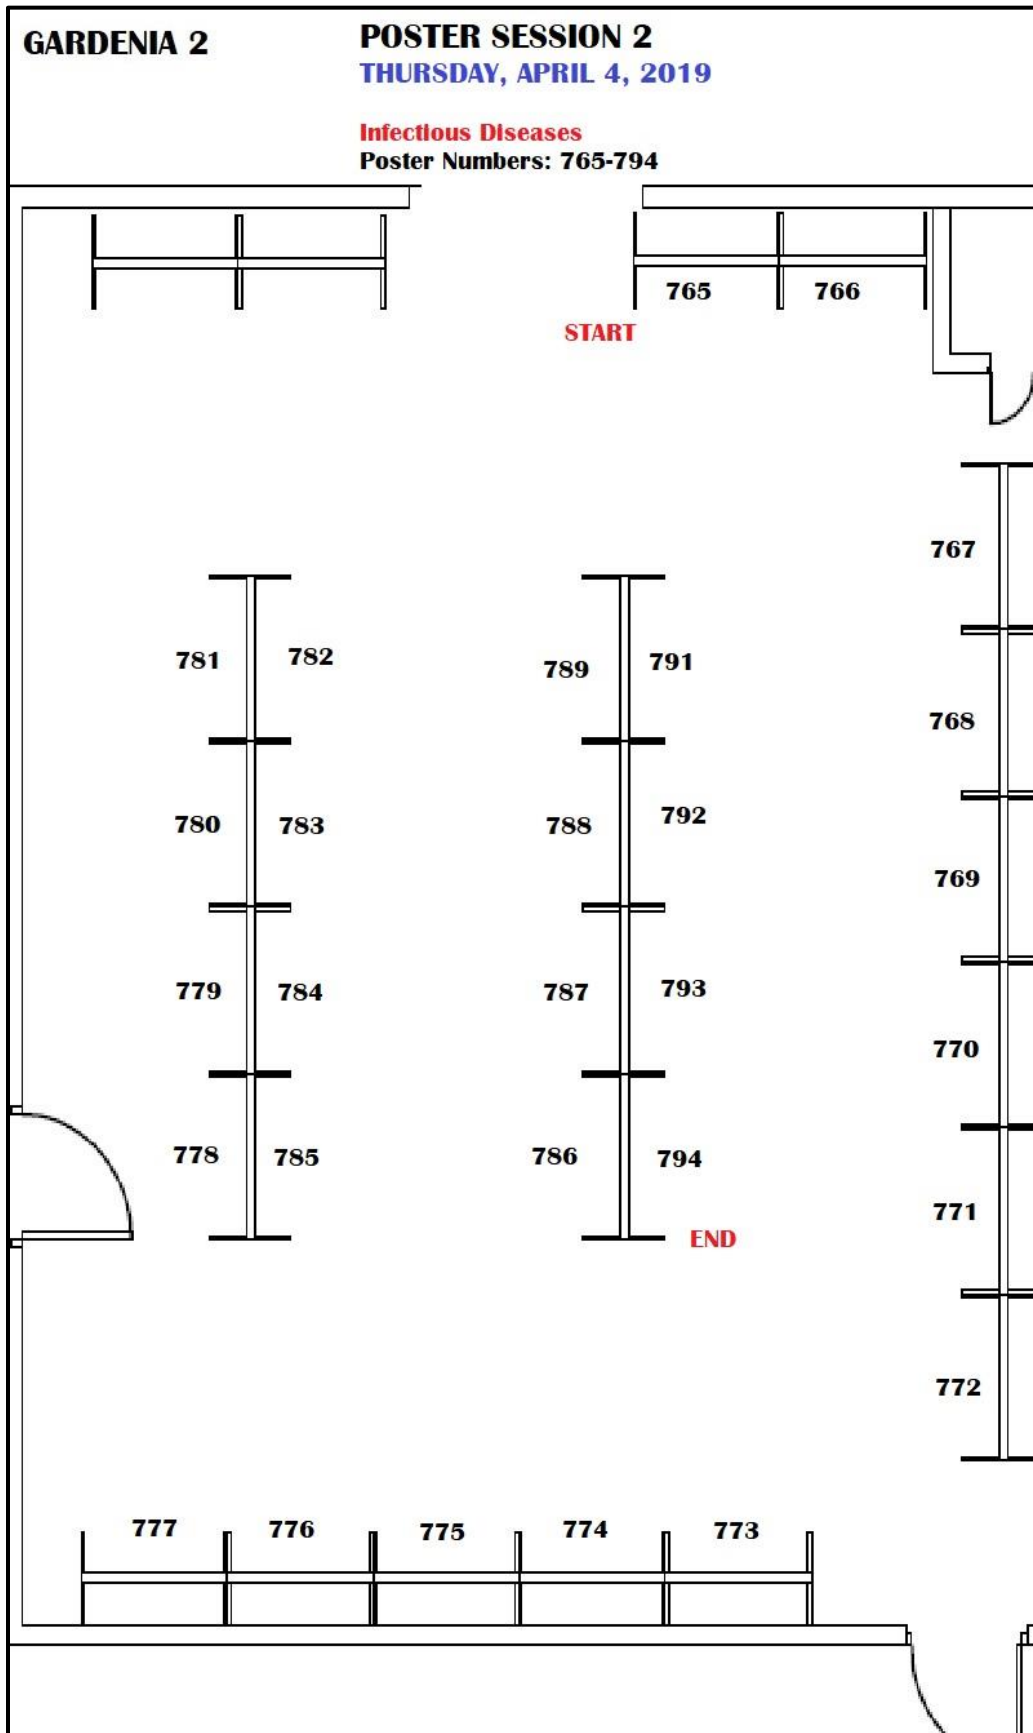 GARDENIA 2
POSTER SESSION 2
THURSDAY, APRIL 4, 2019
Infectious Diseases
Poster Numbers: 765-794
765 766
START
767
781 782 789 791
768
780 783 788 792
769
779 784 787 793
770
778 785 786 794
771
END
772
777 776 775 774 773